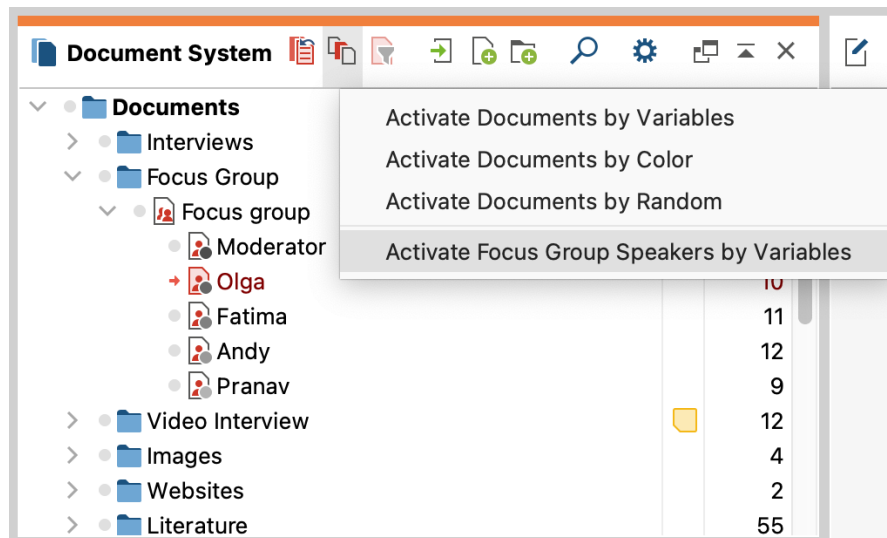 Document System
Documents
Activate Documents by Variables
Interviews
Activate Documents by Color
Focus Group
Activate Documents by Random
Focus group
Moderator
Activate Focus Group Speakers by Variables
Olga 10
Fatima 11
Andy 12
Pranav 9
Video Interview 12
Images 4
Websites 2
Literature 55